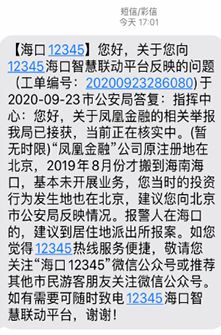 短信/彩信
今天 17:01
【海口12345】您好，关于您向
12345海口智慧联动平台反映的问题
（工单编号：20200923286080)于
2020-09-23市公安局答复：指挥中
心：您好，关于凤凰金融的相关举报
我局已接获，当前正在核实中。(暂
无时限)“凤凰金融”公司原注册地在
北京，2019年8月份才搬到海南海
口，基本未开展业务，您当时的投资
行为发生地也在北京，建议您向北京
市公安局反映情况。报警人在海口
的，建议到居住地派出所报案。如您
觉得12345热线服务便捷，敬请您
关注“海口12345”微信公众号或推荐
其他市民游客朋友关注微信公众号。
如有需要可随时致电12345海口智
慧联动平台，谢谢！